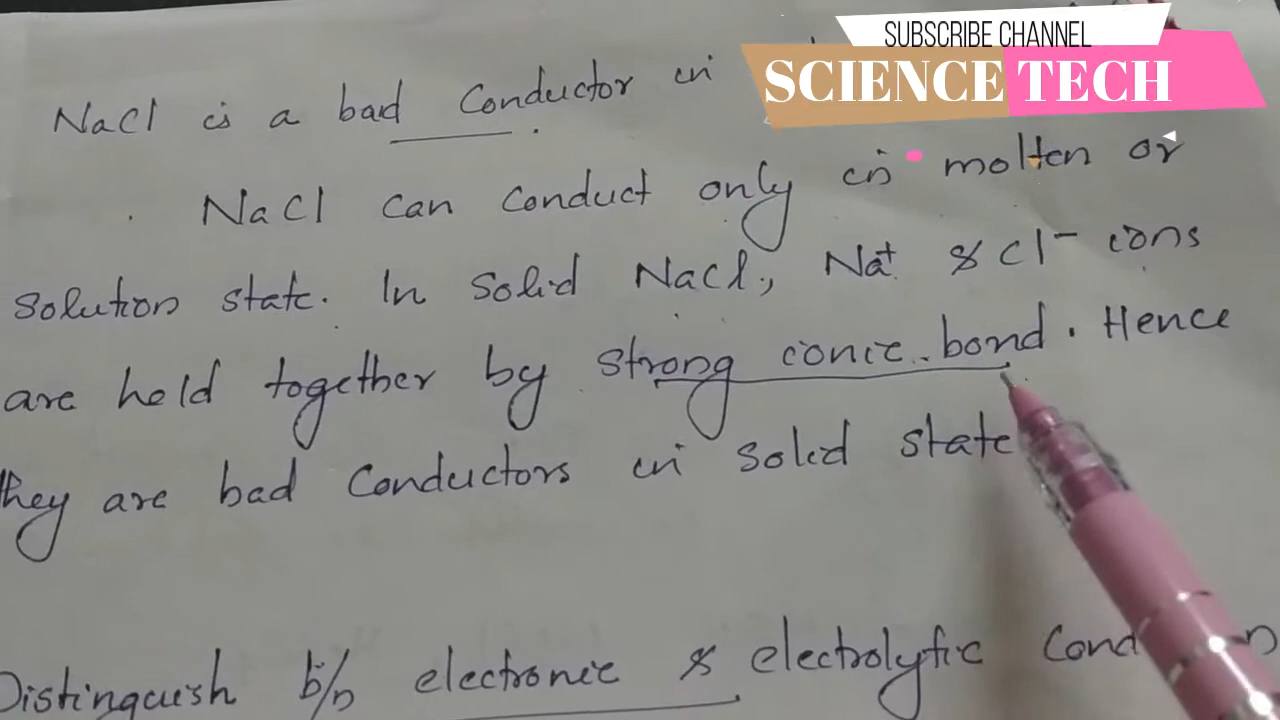 SUBSCRIBE CHANNEL
SCIENCE TECH
NaCl is a bad Conductor in
NaCl can conduct only in molten or
solution state. In solid NaCl, Na+ & Cl- ions
are held together by strong ionic bond. Hence
they are bad conductors in solid state
Distinguish b/n electronic & electrolytic